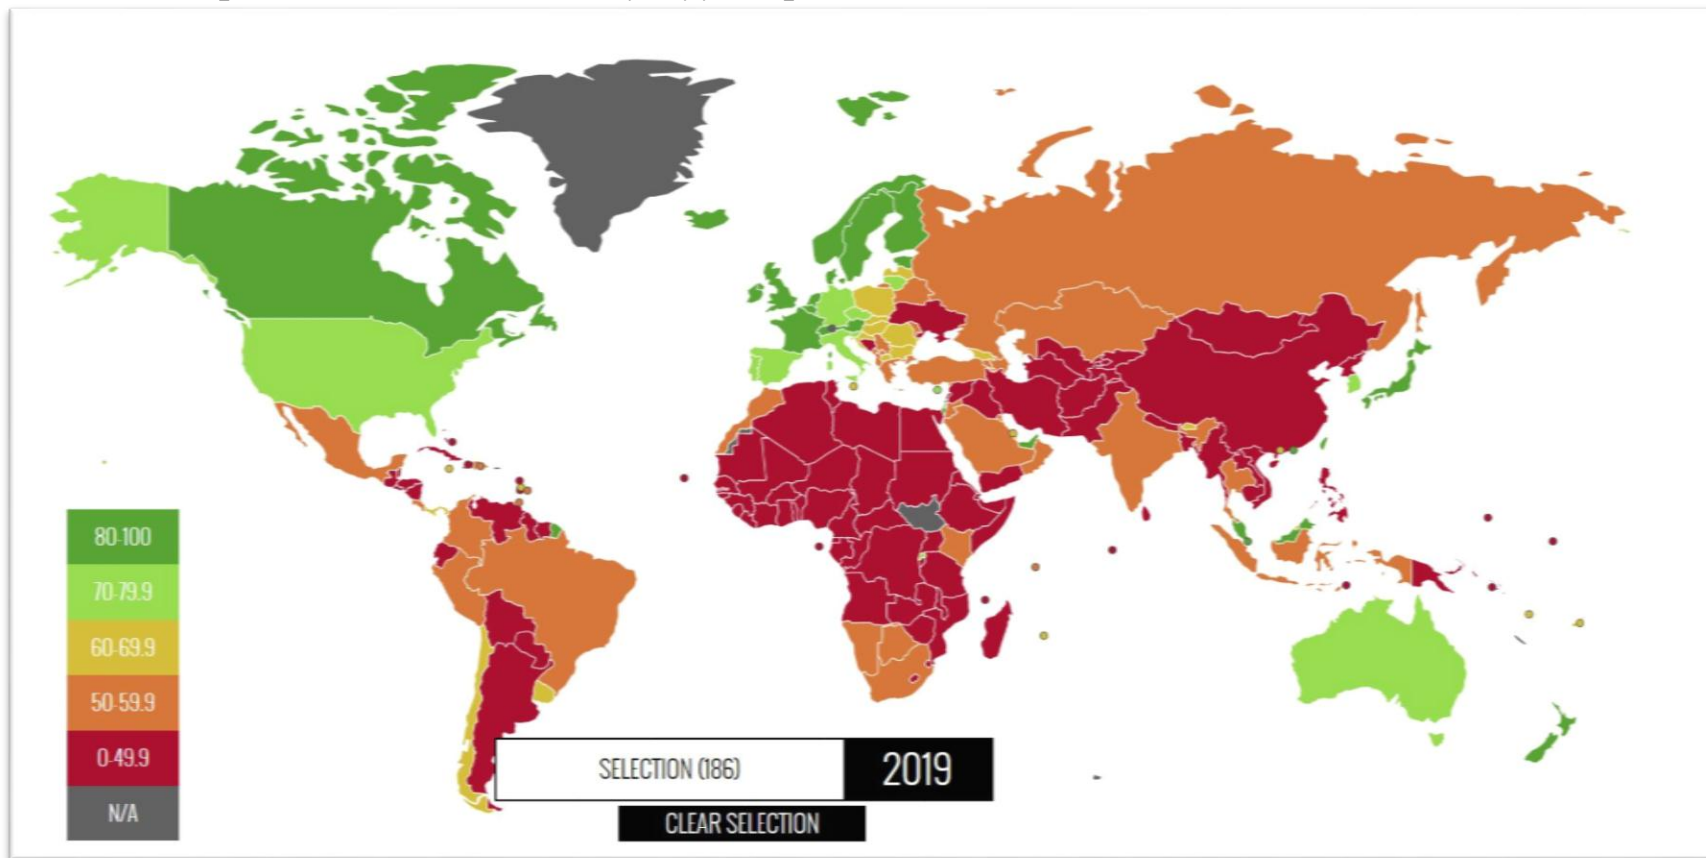 80-100
70-79.9
60-69.9
50-59.9
0-49.9
N/A
SELECTION (186)
2019
CLEAR SELECTION